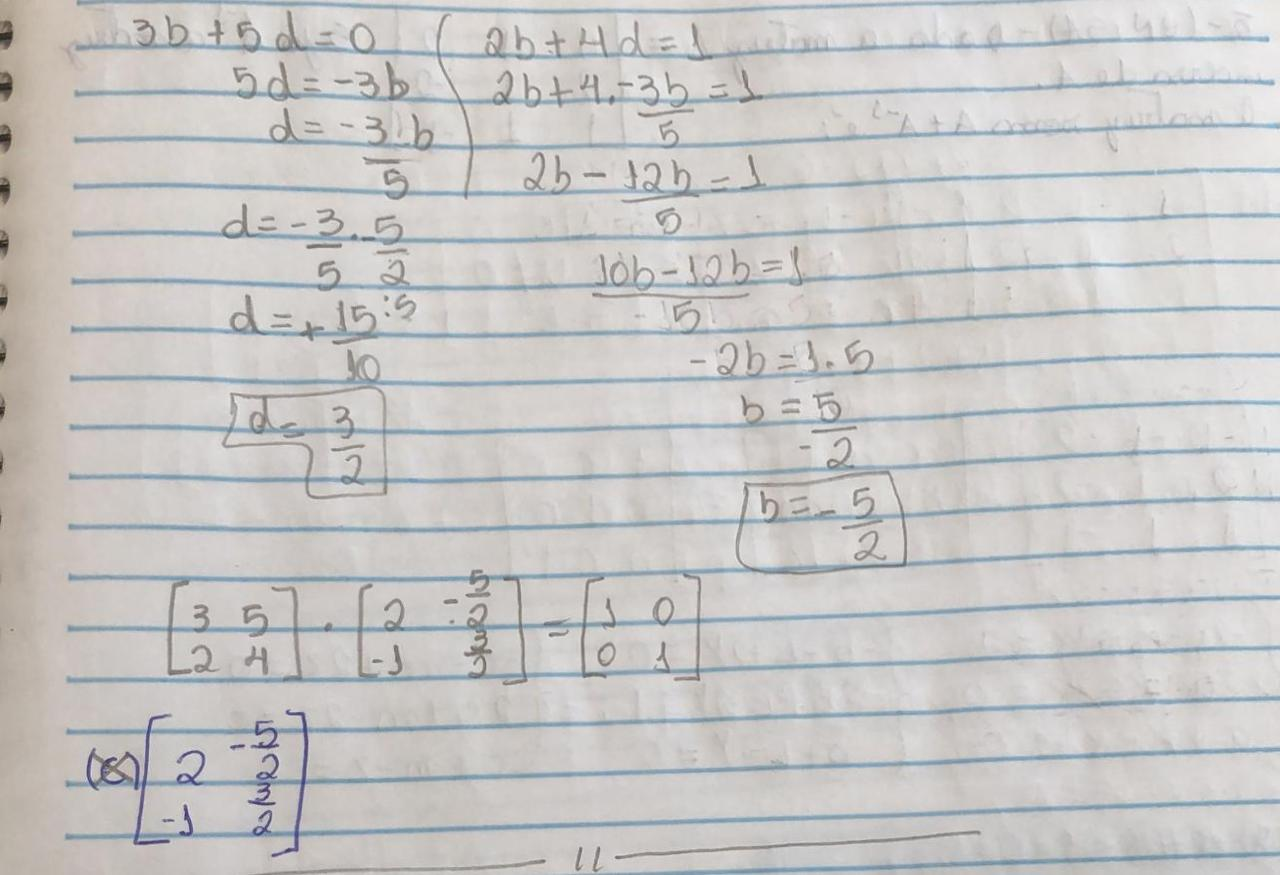 3b + 5d = 0
5d = -3b
d = -3.b
5
d = -3 . -5
5 2
d = + 15 :5
10
d = 3
2
2b + 4d = 1
2b + 4. -3b = 1
5
2b - 12b = 1
5
10b - 12b = 1
5
-2b = 1.5
b = 5
-2
b = - 5
2
[3 5] . [2 -5/2] = [1 0]
[2 4] [-1 3/2] [0 1]
[2 -5/2]
[-1 3/2]
11